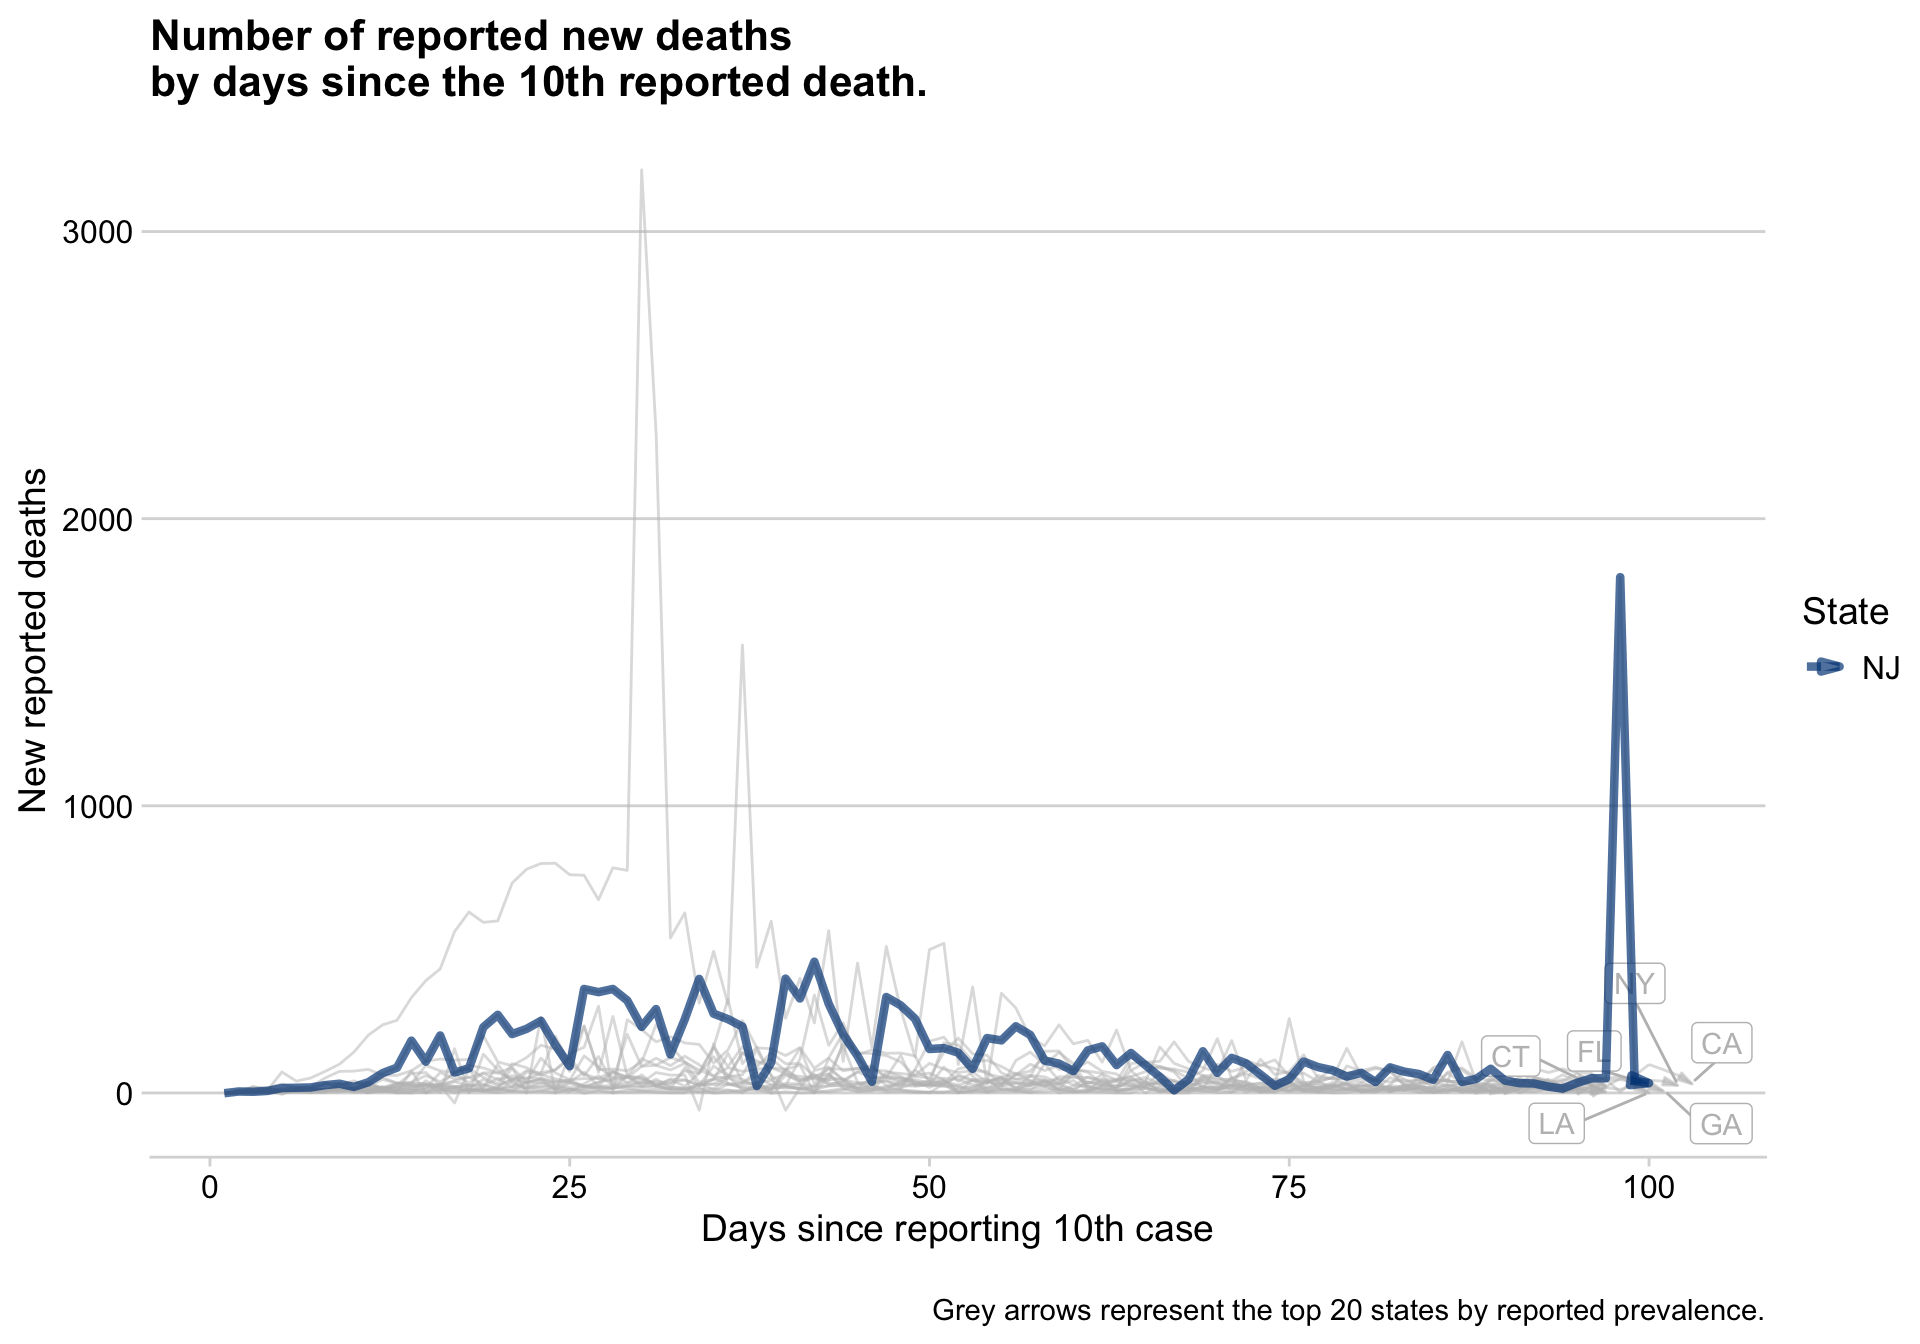 Number of reported new deaths
by days since the 10th reported death.
3000
2000
1000
0
New reported deaths
NY
CA
CT
FL
LA
GA
0
25
50
75
100
Days since reporting 10th case
State
NJ
Grey arrows represent the top 20 states by reported prevalence.